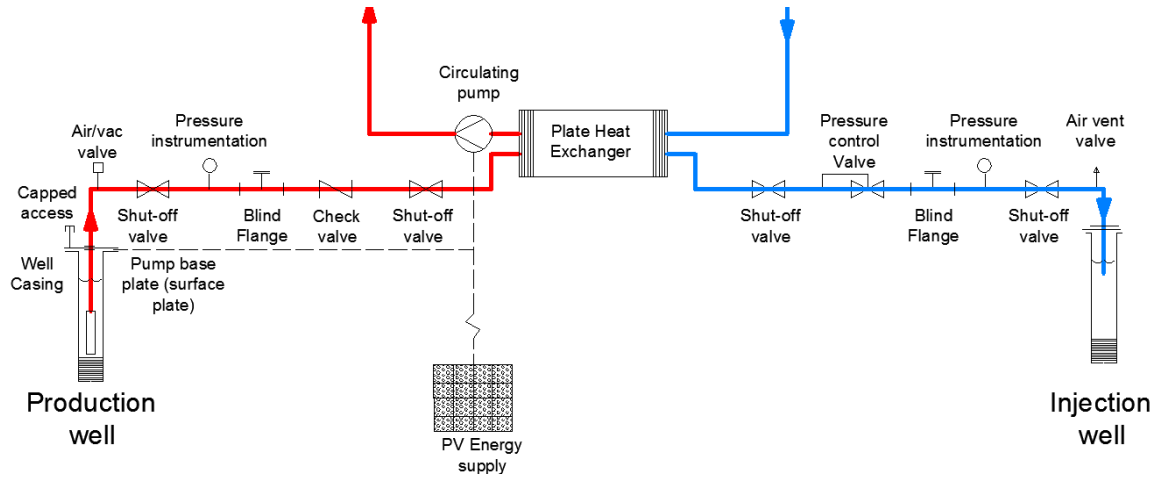 Circulating
pump
Air/vac
valve
Pressure
instrumentation
Plate Heat
Exchanger
Pressure
control
Valve
Pressure
instrumentation
Air vent
valve
Capped
access
Shut-off
valve
Blind
Flange
Check
valve
Shut-off
valve
Shut-off
valve
Blind
Flange
Shut-off
valve
Well
Casing
Pump base
plate (surface
plate)
Production
well
PV Energy
supply
Injection
well